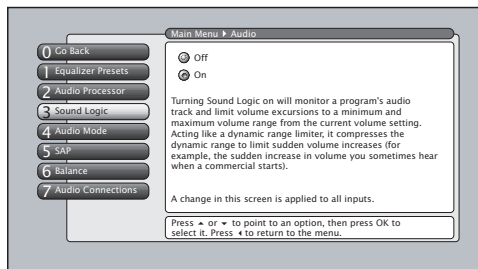 Main Menu ▶ Audio
0 Go Back
1 Equalizer Presets
2 Audio Processor
3 Sound Logic
4 Audio Mode
5 SAP
6 Balance
7 Audio Connections
Off
On
Turning Sound Logic on will monitor a program's audio
track and limit volume excursions to a minimum and
maximum volume range from the current volume setting.
Acting like a dynamic range limiter, it compresses the
dynamic range to limit sudden volume increases (for
example, the sudden increase in volume you sometimes hear
when a commercial starts).
A change in this screen is applied to all inputs.
Press ▲ or ▼ to point to an option, then press OK to
select it. Press ◀ to return to the menu.